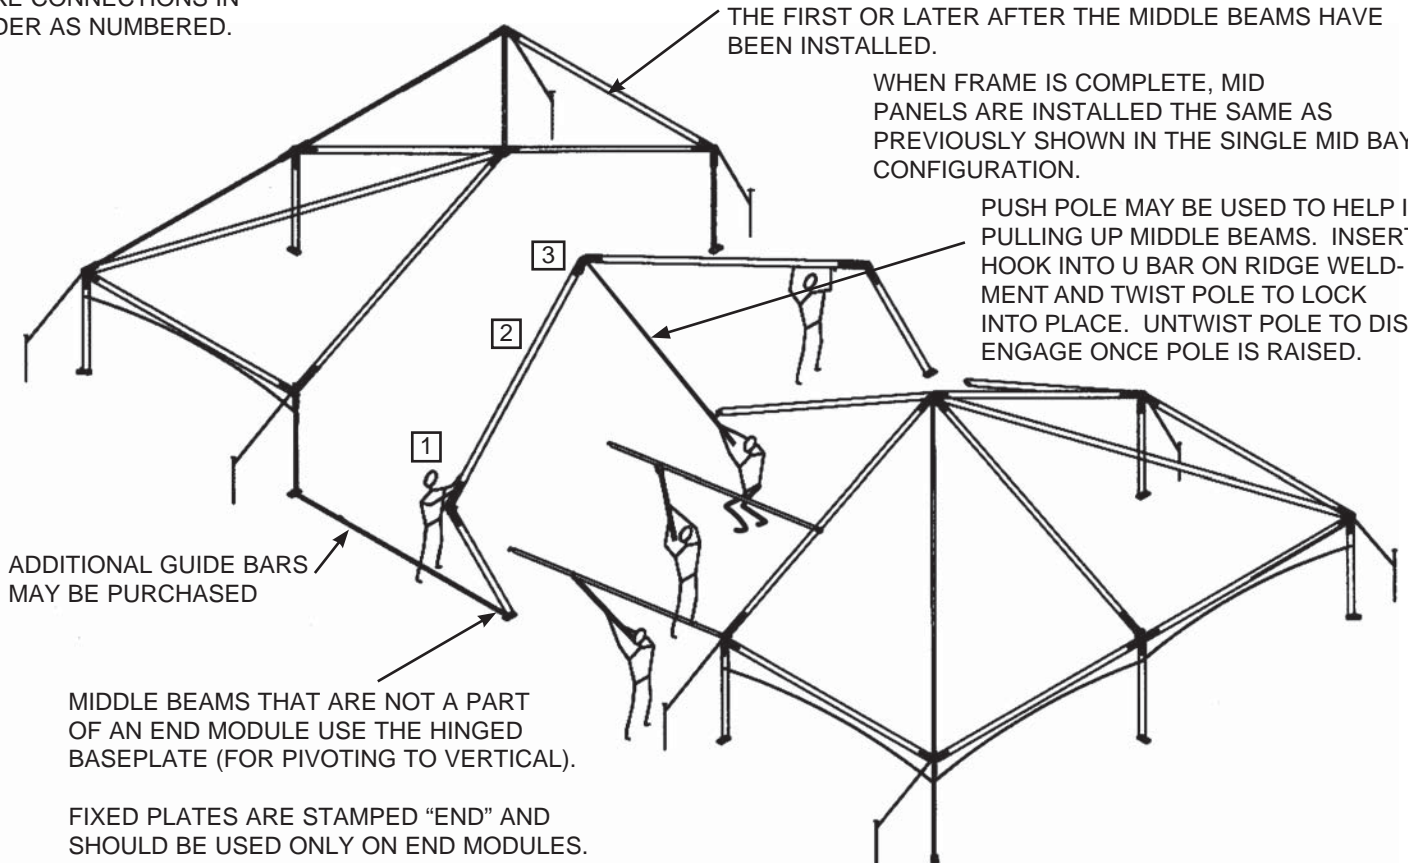 DER AS NUMBERED.
THE FIRST OR LATER AFTER THE MIDDLE BEAMS HAVE
BEEN INSTALLED.
WHEN FRAME IS COMPLETE, MID
PANELS ARE INSTALLED THE SAME AS
PREVIOUSLY SHOWN IN THE SINGLE MID BAY
CONFIGURATION.
PUSH POLE MAY BE USED TO HELP I
PULLING UP MIDDLE BEAMS. INSERT
HOOK INTO U BAR ON RIDGE WELD-
MENT AND TWIST POLE TO LOCK
INTO PLACE. UNTWIST POLE TO DIS
ENGAGE ONCE POLE IS RAISED.
3
2
1
ADDITIONAL GUIDE BARS
MAY BE PURCHASED
MIDDLE BEAMS THAT ARE NOT A PART
OF AN END MODULE USE THE HINGED
BASEPLATE (FOR PIVOTING TO VERTICAL).
FIXED PLATES ARE STAMPED “END” AND
SHOULD BE USED ONLY ON END MODULES.